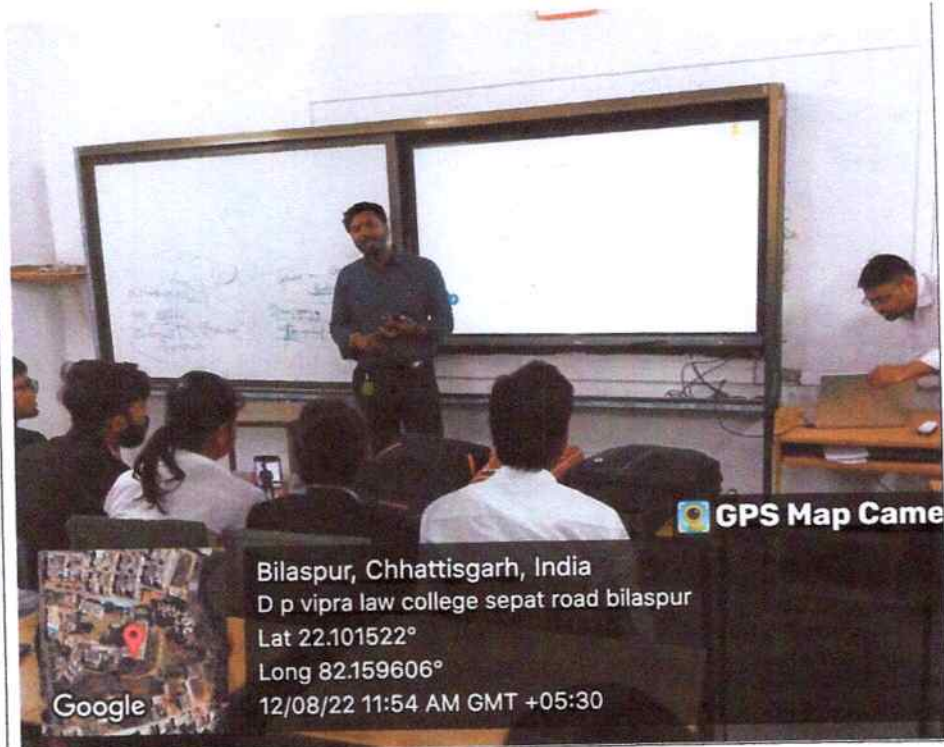 GPS Map Came
Bilaspur, Chhattisgarh, India
D p vipra law college sepat road bilaspur
Lat 22.101522°
Long 82.159606°
12/08/22 11:54 AM GMT +05:30
Google